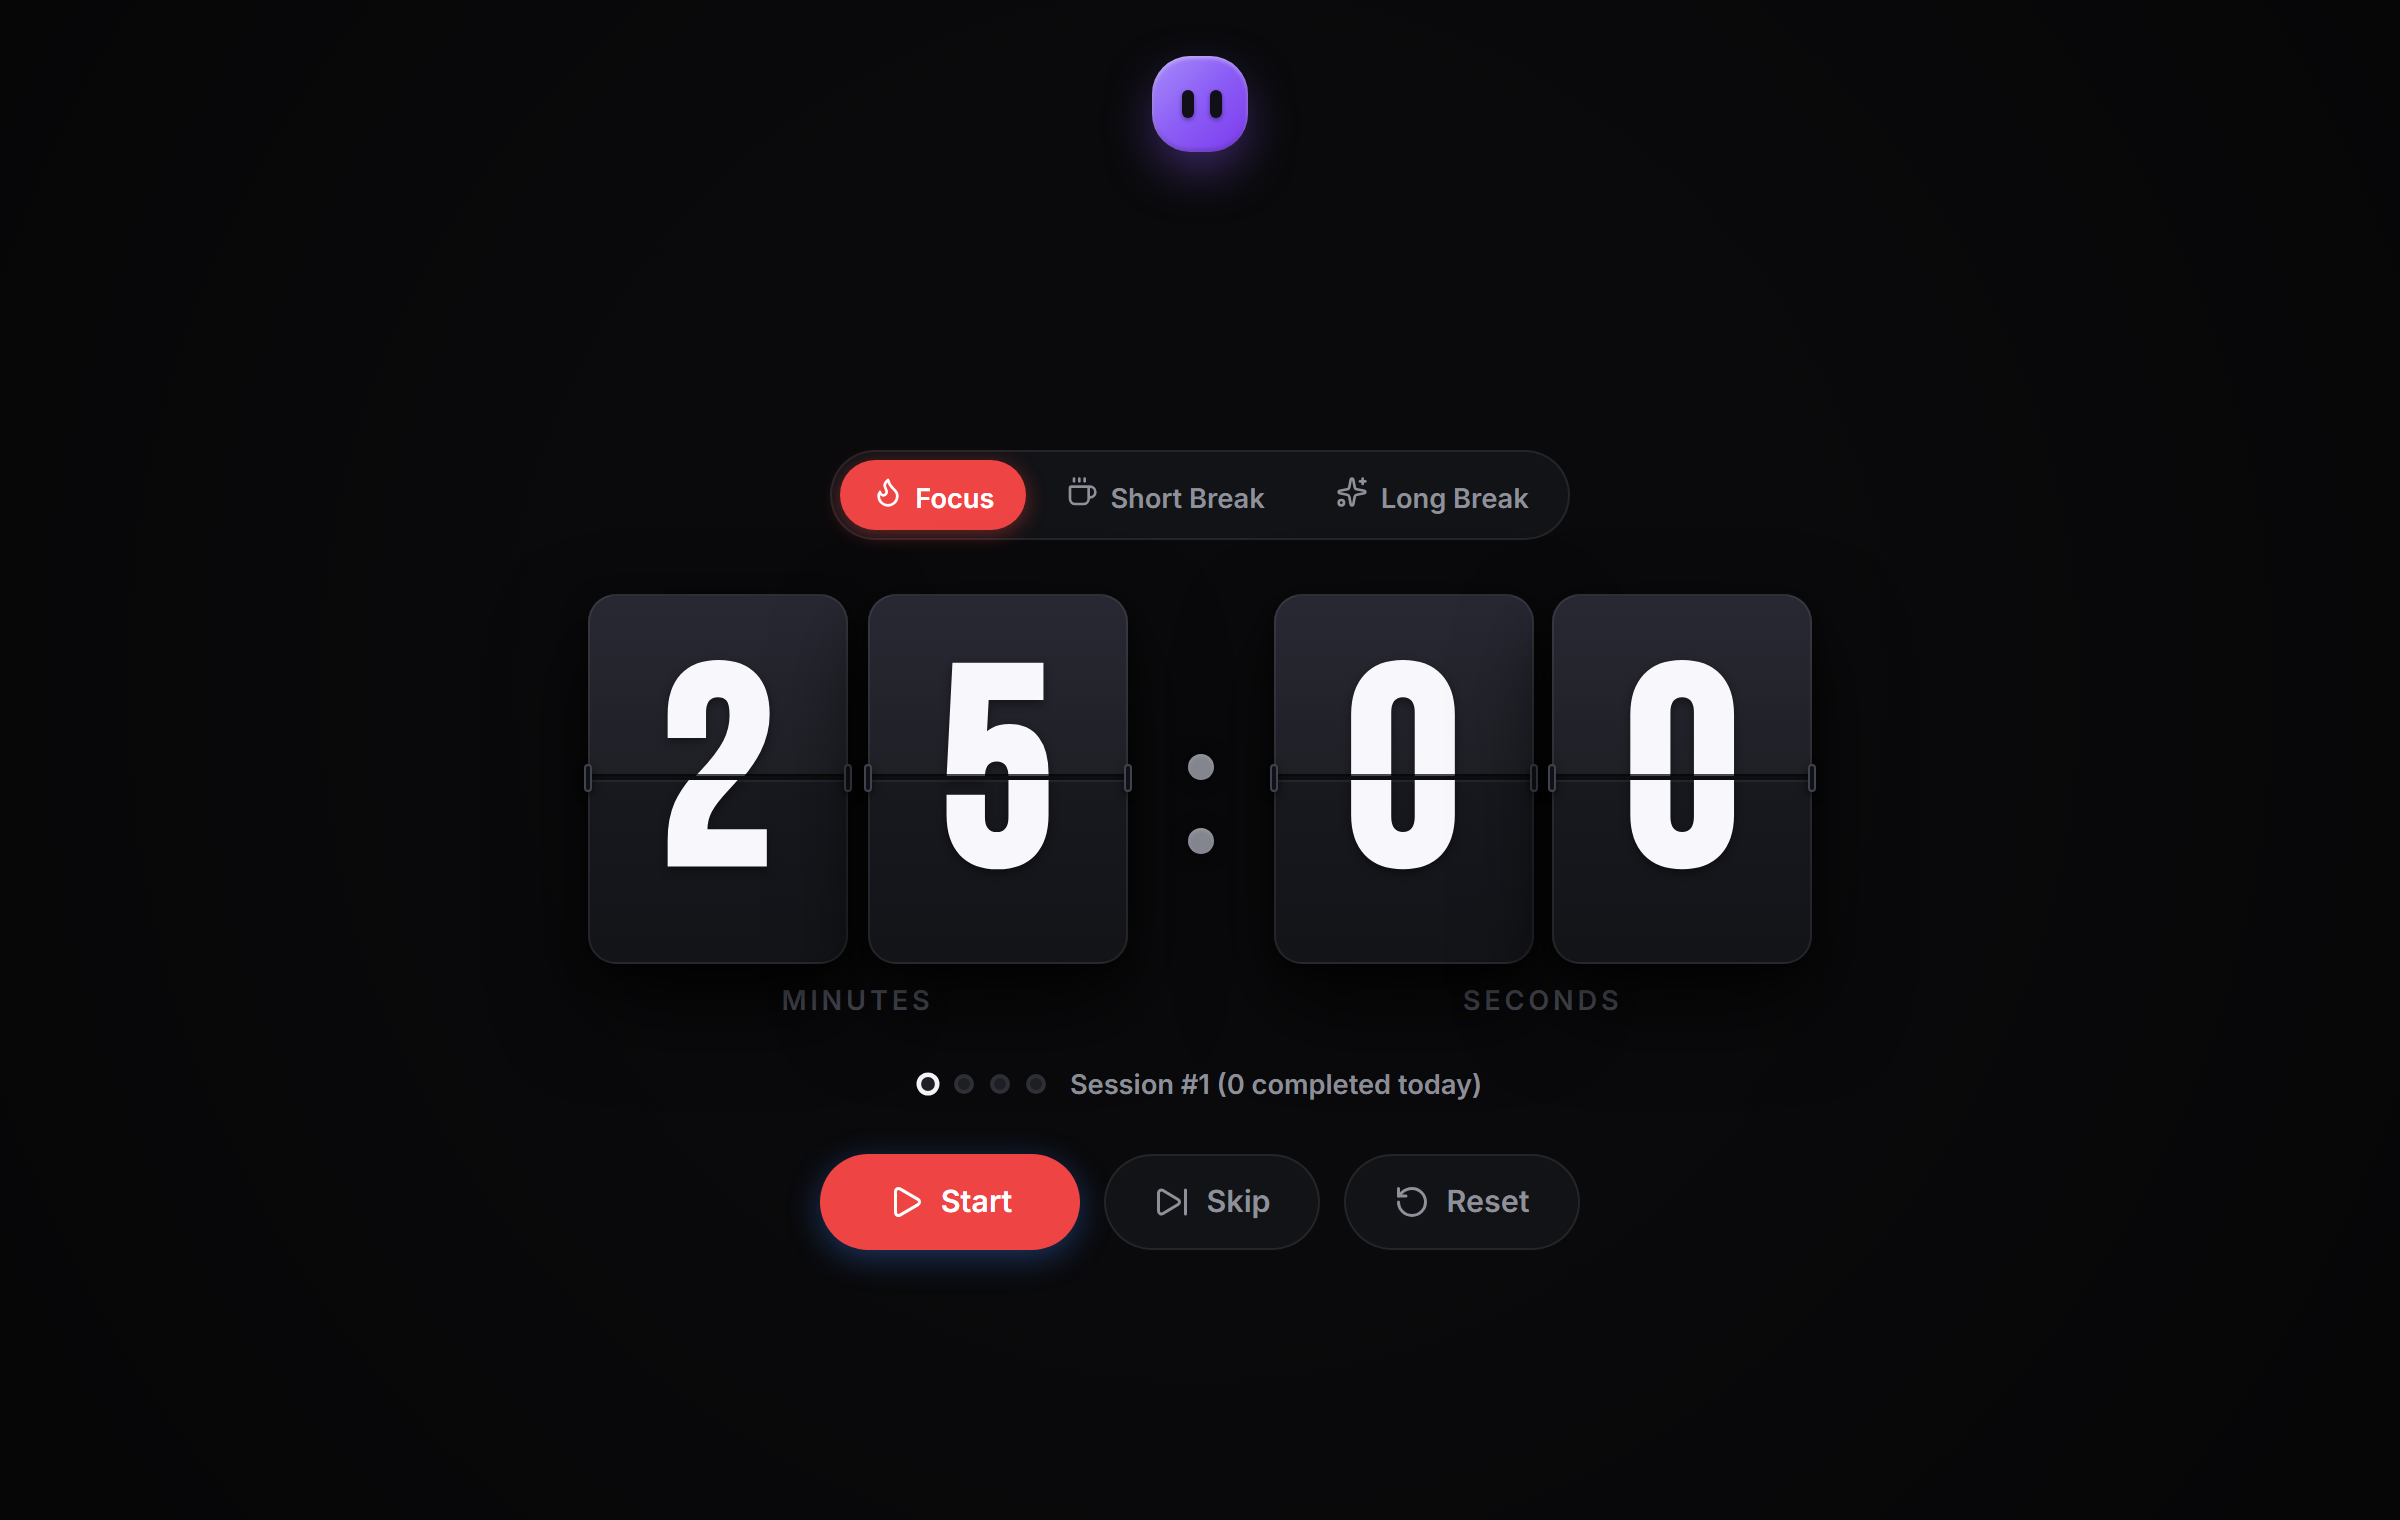 Focus Short Break Long Break
25:00
MINUTES SECONDS
Session #1 (0 completed today)
Start Skip Reset